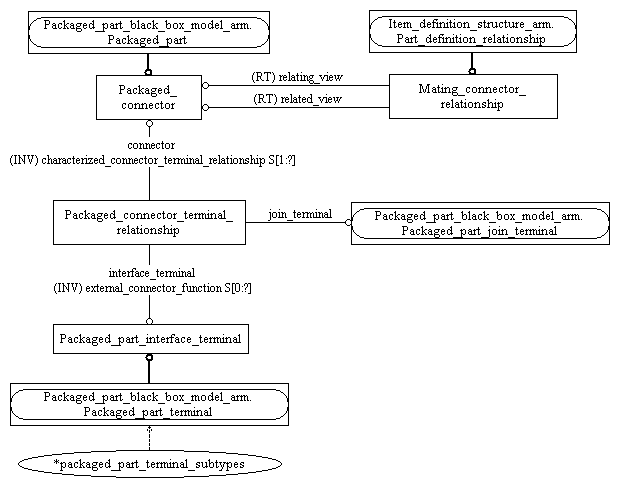 Packaged_part_black_box_model_arm.
Packaged_part
Item_definition_structure_arm.
Part_definition_relationship
Packaged_
connector
(RT) relating_view
(RT) related_view
Mating_connector_
relationship
connector
(INV) characterized_connector_terminal_relationship S[1:?]
Packaged_connector_terminal_
relationship
join_terminal
Packaged_part_black_box_model_arm.
Packaged_part_join_terminal
interface_terminal
(INV) external_connector_function S[0:?]
Packaged_part_interface_terminal
Packaged_part_black_box_model_arm.
Packaged_part_terminal
*packaged_part_terminal_subtypes